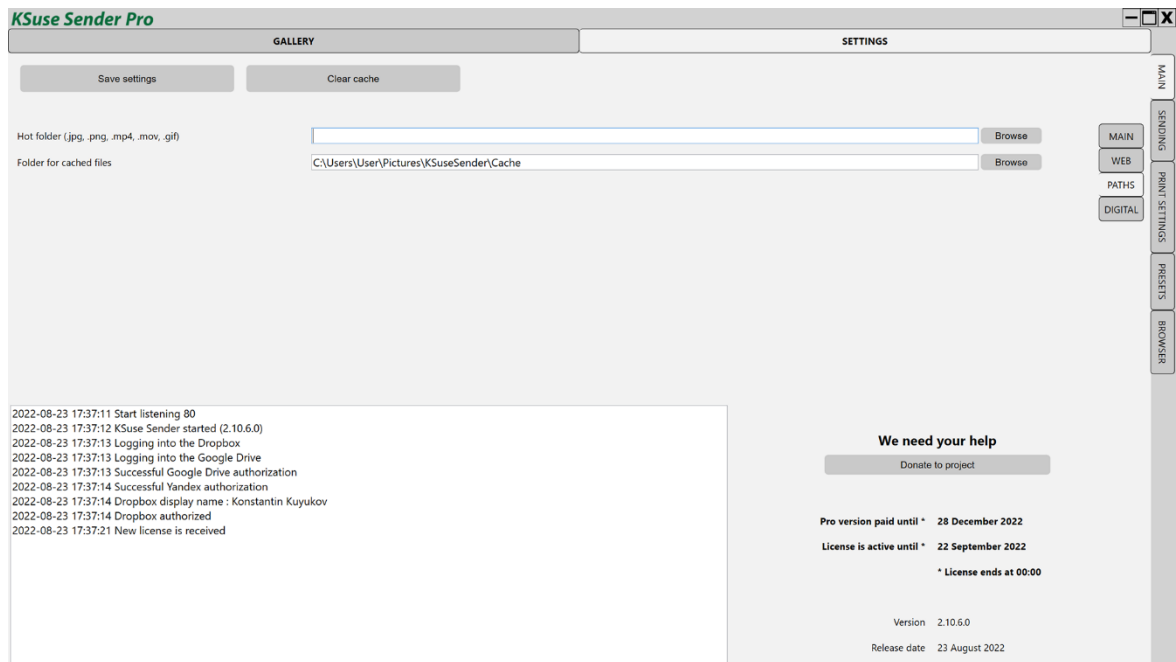 KSuse Sender Pro
GALLERY
SETTINGS
Save settings
Clear cache
Hot folder (.jpg, .png, .mp4, .mov, .gif)
Browse
Folder for cached files
C:\Users\User\Pictures\KSuseSender\Cache
Browse
MAIN
WEB
PATHS
DIGITAL
MAIN
SENDING
PRINT SETTINGS
PRESETS
BROWSER
2022-08-23 17:37:11 Start listening 80
2022-08-23 17:37:12 KSuse Sender started (2.10.6.0)
2022-08-23 17:37:13 Logging into the Dropbox
2022-08-23 17:37:13 Logging into the Google Drive
2022-08-23 17:37:13 Successful Google Drive authorization
2022-08-23 17:37:14 Successful Yandex authorization
2022-08-23 17:37:14 Dropbox display name : Konstantin Kuyukov
2022-08-23 17:37:14 Dropbox authorized
2022-08-23 17:37:21 New license is received
We need your help
Donate to project
Pro version paid until * 28 December 2022
License is active until * 22 September 2022
* License ends at 00:00
Version 2.10.6.0
Release date 23 August 2022